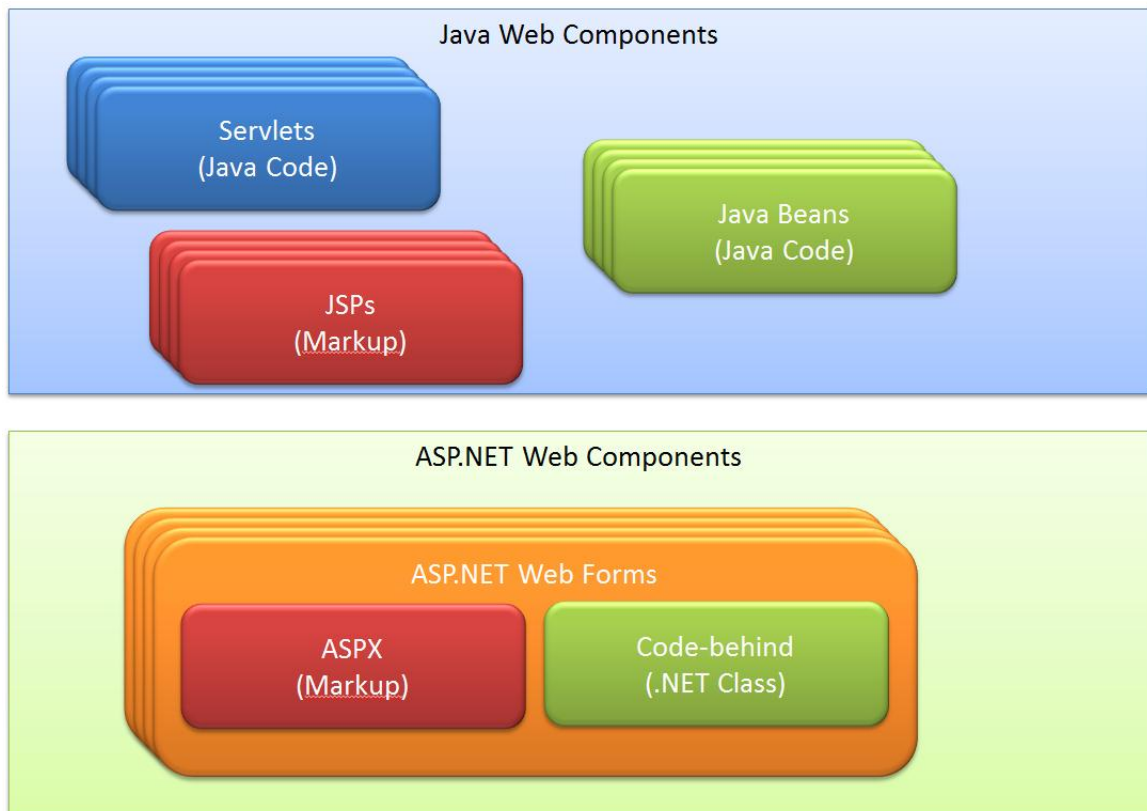 Java Web Components
Servlets
(Java Code)
Java Beans
(Java Code)
JSPs
(Markup)
ASP.NET Web Components
ASP.NET Web Forms
ASPX
(Markup)
Code-behind
(.NET Class)